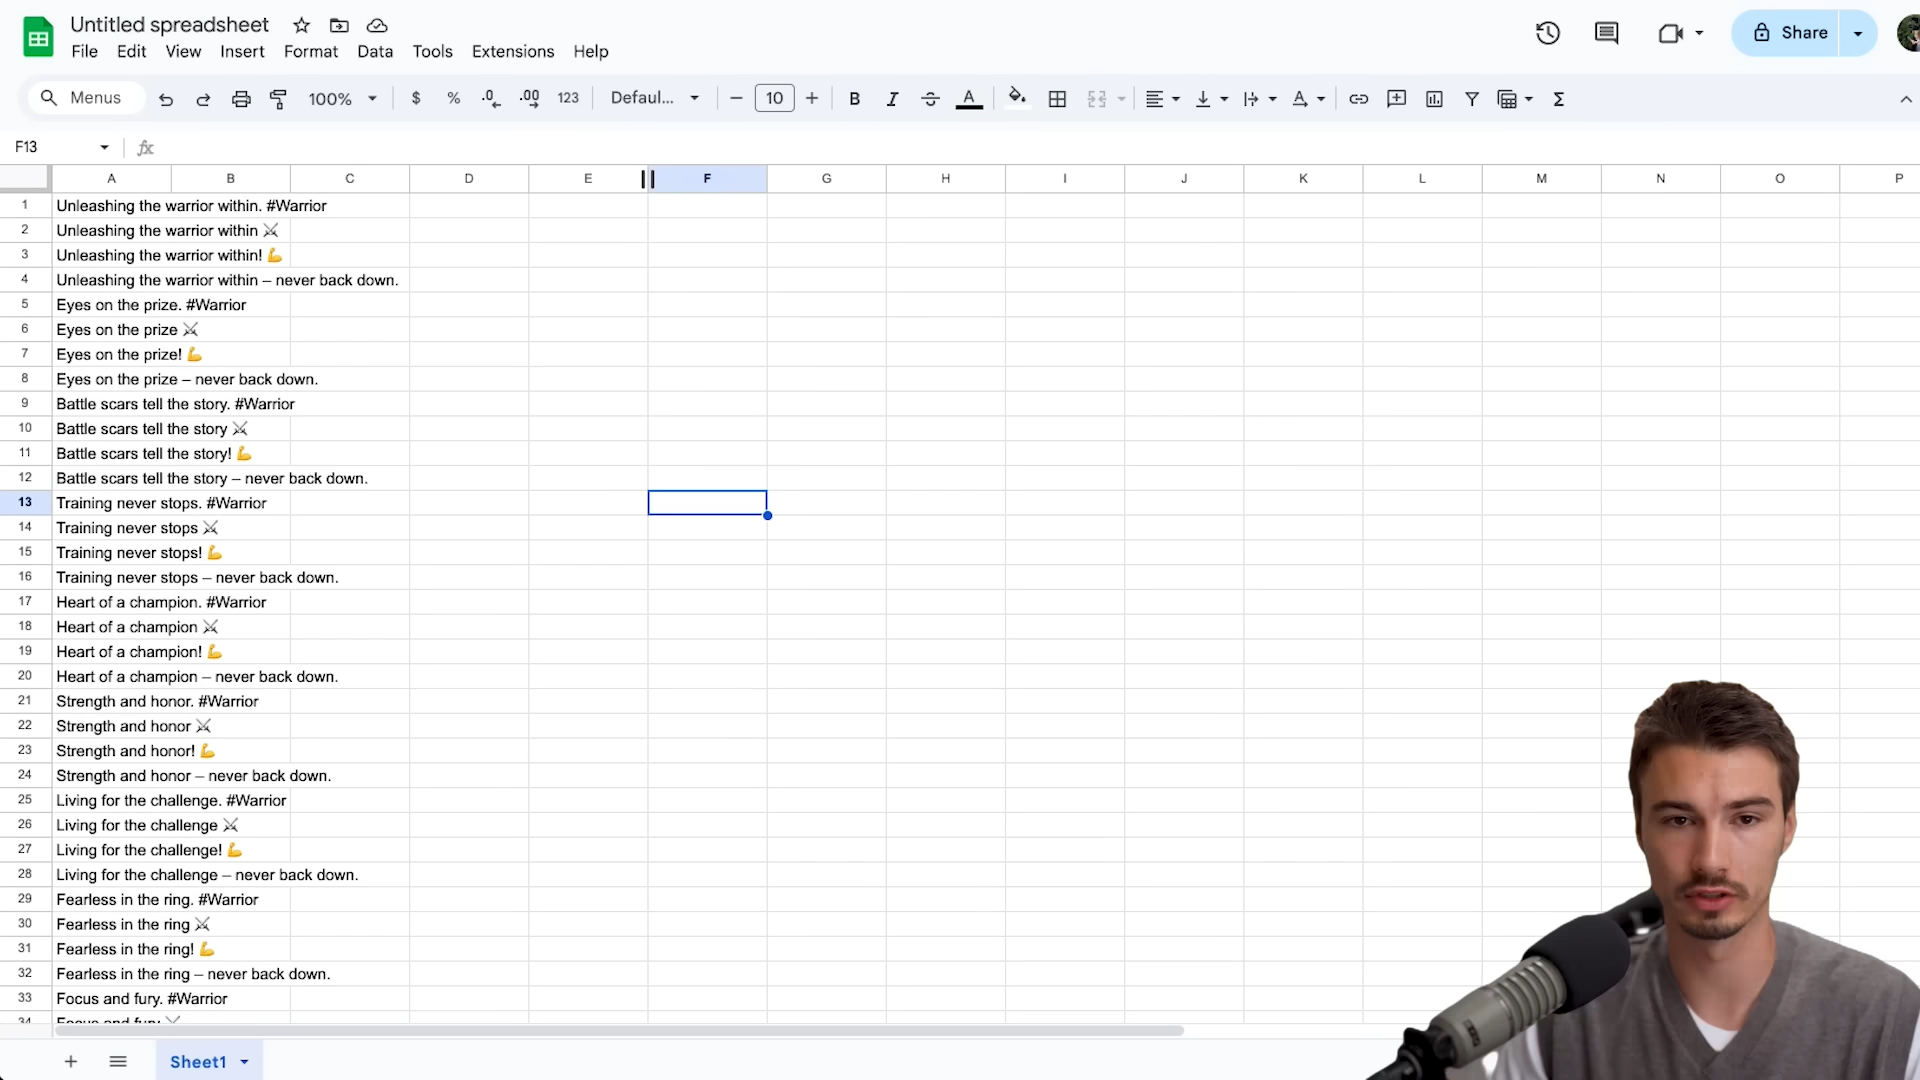 Untitled spreadsheet
File Edit View Insert Format Data Tools Extensions Help
Share
Menus 100% $ % .0 .00 123 Defaul... 10 B I A Σ
F13 fx
A B C D E F G H I J K L M N O P
1 Unleashing the warrior within. #Warrior
2 Unleashing the warrior within ⚔
3 Unleashing the warrior within! 💪
4 Unleashing the warrior within – never back down.
5 Eyes on the prize. #Warrior
6 Eyes on the prize ⚔
7 Eyes on the prize! 💪
8 Eyes on the prize – never back down.
9 Battle scars tell the story. #Warrior
10 Battle scars tell the story ⚔
11 Battle scars tell the story! 💪
12 Battle scars tell the story – never back down.
13 Training never stops. #Warrior
14 Training never stops ⚔
15 Training never stops! 💪
16 Training never stops – never back down.
17 Heart of a champion. #Warrior
18 Heart of a champion ⚔
19 Heart of a champion! 💪
20 Heart of a champion – never back down.
21 Strength and honor. #Warrior
22 Strength and honor ⚔
23 Strength and honor! 💪
24 Strength and honor – never back down.
25 Living for the challenge. #Warrior
26 Living for the challenge ⚔
27 Living for the challenge! 💪
28 Living for the challenge – never back down.
29 Fearless in the ring. #Warrior
30 Fearless in the ring ⚔
31 Fearless in the ring! 💪
32 Fearless in the ring – never back down.
33 Focus and fury. #Warrior
34 Focus and fury ⚔
Sheet1